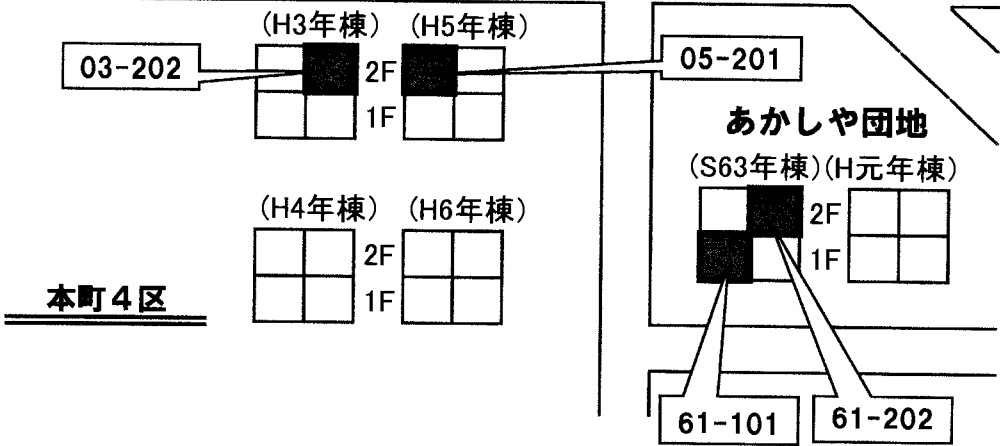 (H3年棟) (H5年棟)
03-202
2F
05-201
1F
あかしや団地
(S63年棟)(H元年棟)
(H4年棟) (H6年棟)
2F
2F
1F
1F
本町4区
61-101
61-202